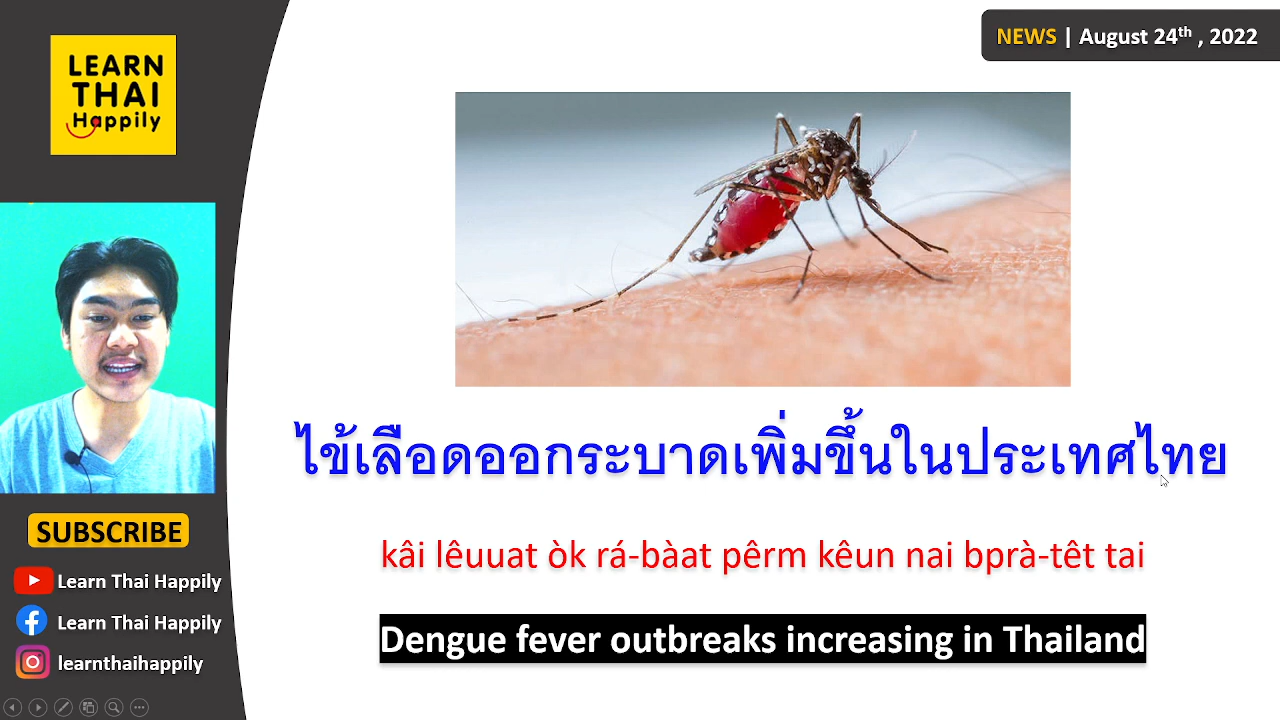 LEARN
THAI
Happily
NEWS | August 24th , 2022
ไข้เลือดออกระบาดเพิ่มขึ้นในประเทศไทย
kâi lêuuat òk rá-bàat pêrm kêun nai bprà-têt tai
Dengue fever outbreaks increasing in Thailand
SUBSCRIBE
Learn Thai Happily
Learn Thai Happily
learnthaihappily